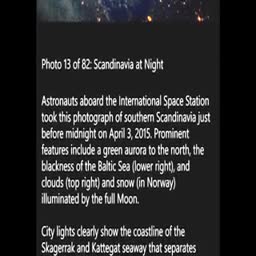 Photo 13 of 82: Scandinavia at Night
Astronauts aboard the International Space Station
took this photograph of southern Scandinavia just
before midnight on April 3, 2015. Prominent
features include a green aurora to the north, the
blackness of the Baltic Sea (lower right), and
clouds (top right) and snow (in Norway)
illuminated by the full Moon.
City lights clearly show the coastline of the
Skagerrak and Kattegat seaway that separates